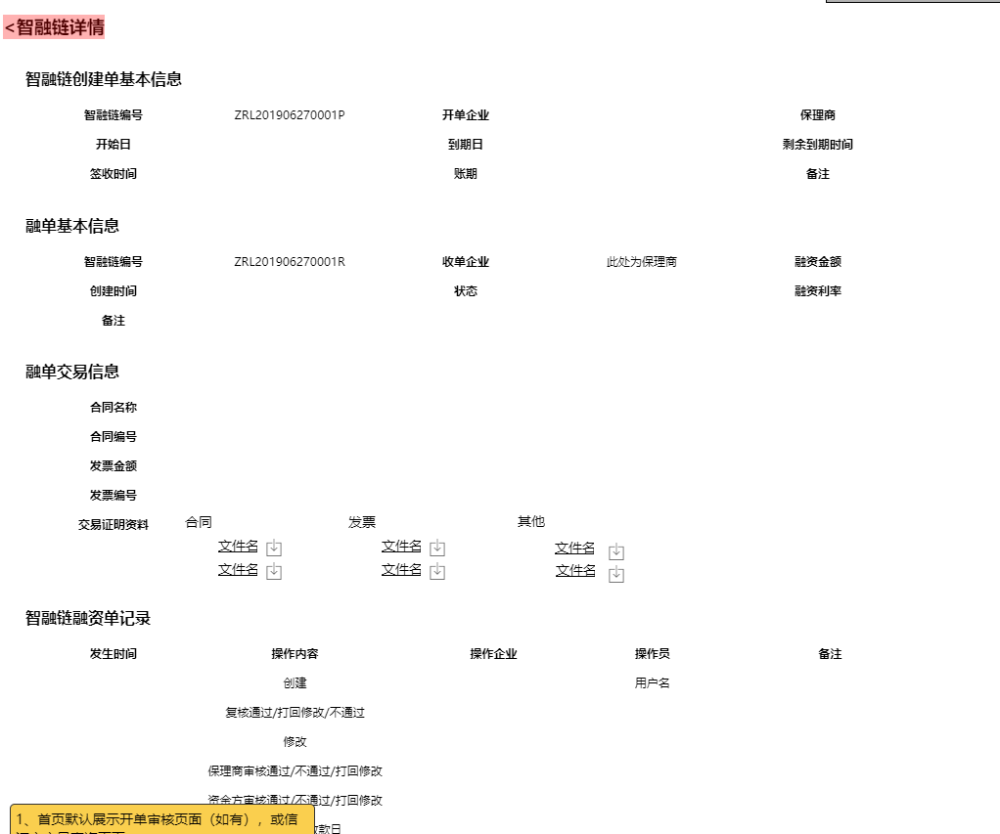 <智融链详情
智融链创建单基本信息
智融链编号 ZRL201906270001P 开单企业 保理商
开始日 到期日 剩余到期时间
签收时间 账期 备注
融单基本信息
智融链编号 ZRL201906270001R 收单企业 此处为保理商 融资金额
创建时间 状态 融资利率
备注
融单交易信息
合同名称
合同编号
发票金额
发票编号
交易证明资料 合同 发票 其他
文件名 文件名 文件名
文件名 文件名 文件名
智融链融资单记录
发生时间 操作内容 操作企业 操作员 备注
创建 用户名
复核通过/打回修改/不通过
修改
保理商审核通过/不通过/打回修改
资金方审核通过/不通过/打回修改
款日
1、首页默认展示开单审核页面（如有），或信